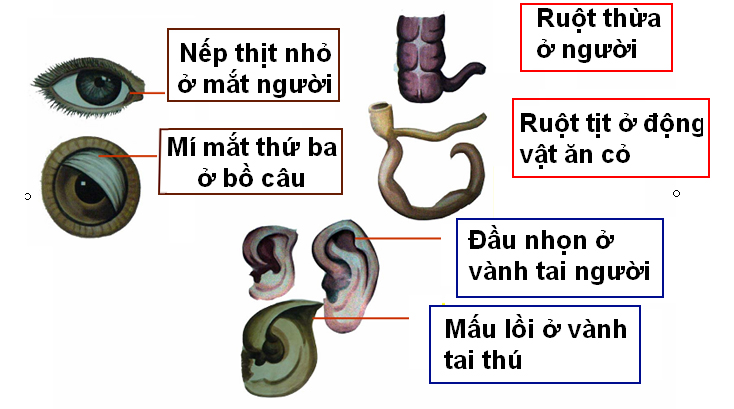 Nếp thịt nhỏ
ở mắt người
Mí mắt thứ ba
ở bồ câu
Ruột thừa
ở người
Ruột tịt ở động
vật ăn cỏ
Đầu nhọn ở
vành tai người
Mấu lồi ở vành
tai thú